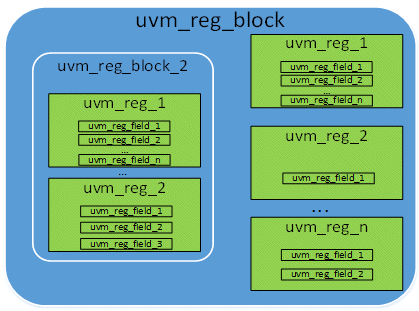 uvm_reg_block
uvm_reg_block_2
uvm_reg_1
uvm_reg_field_1
uvm_reg_field_2
...
uvm_reg_field_n
...
uvm_reg_2
uvm_reg_field_1
uvm_reg_field_2
uvm_reg_field_3
uvm_reg_1
uvm_reg_field_1
uvm_reg_field_2
...
uvm_reg_field_n
uvm_reg_2
uvm_reg_field_1
...
uvm_reg_n
uvm_reg_field_1
uvm_reg_field_2